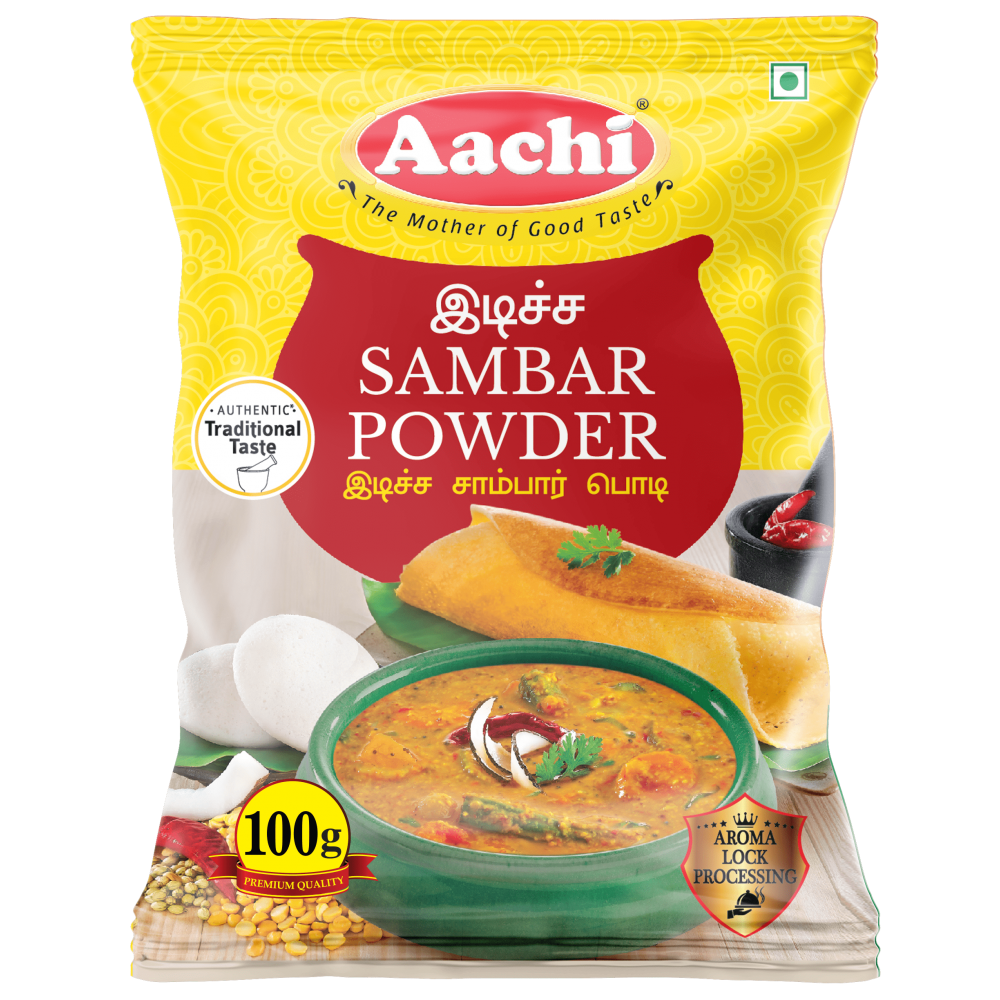 Aachi®
The Mother of Good Taste
இடிச்ச
SAMBAR
POWDER
இடிச்ச சாம்பார் பொடி
• AUTHENTIC •
Traditional
Taste
100g
PREMIUM QUALITY
AROMA
LOCK
PROCESSING